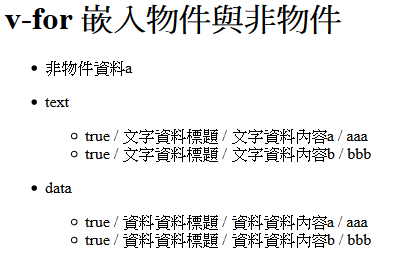 v-for 嵌入物件與非物件
非物件資料a
text
true / 文字資料標題 / 文字資料內容a / aaa
true / 文字資料標題 / 文字資料內容b / bbb
data
true / 資料資料標題 / 資料資料內容a / aaa
true / 資料資料標題 / 資料資料內容b / bbb